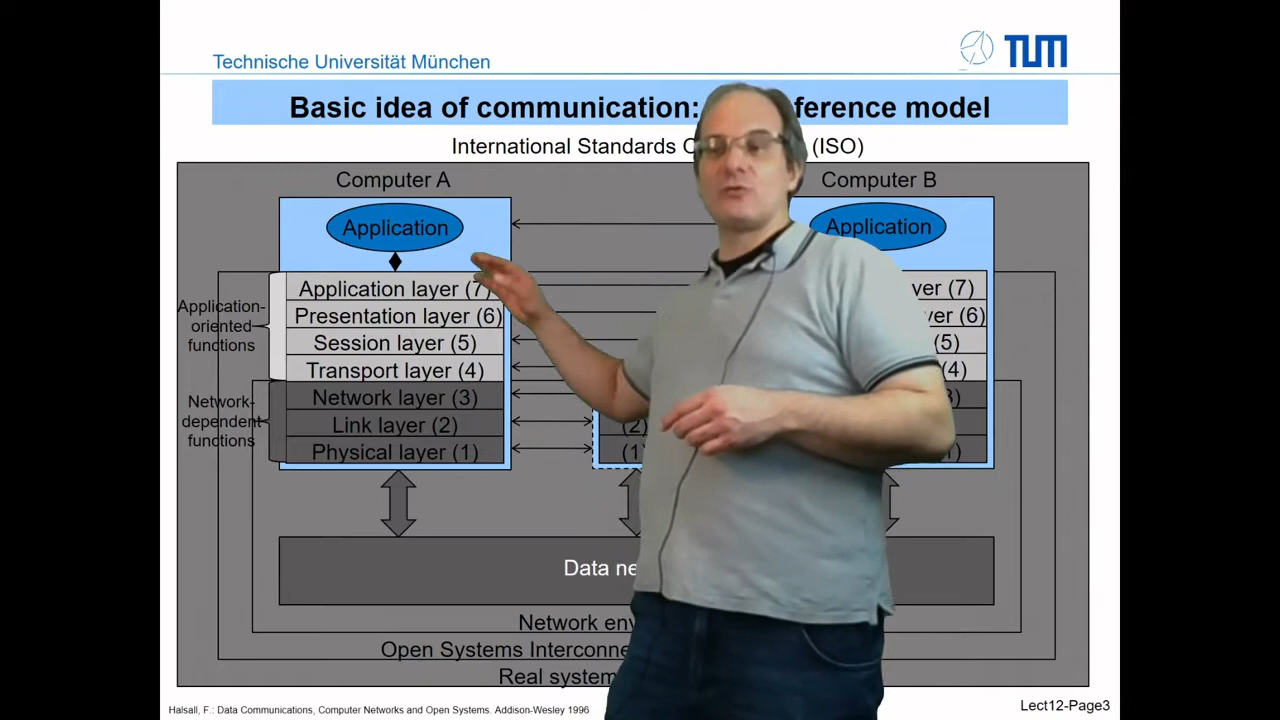 Technische Universität München
TUM
Basic idea of communication: ference model
International Standards (ISO)
Computer A
Computer B
Application
Application
Application layer (7)
Presentation layer (6)
Session layer (5)
Transport layer (4)
Network layer (3)
Link layer (2)
Physical layer (1)
Application-
oriented
functions
Network-
dependent
functions
yer (7)
yer (6)
(5)
(4)
(2)
(1)
Data ne
Network env
Open Systems Interconne
Real system
Halsall, F.: Data Communications, Computer Networks and Open Systems. Addison-Wesley 1996
Lect12-Page3